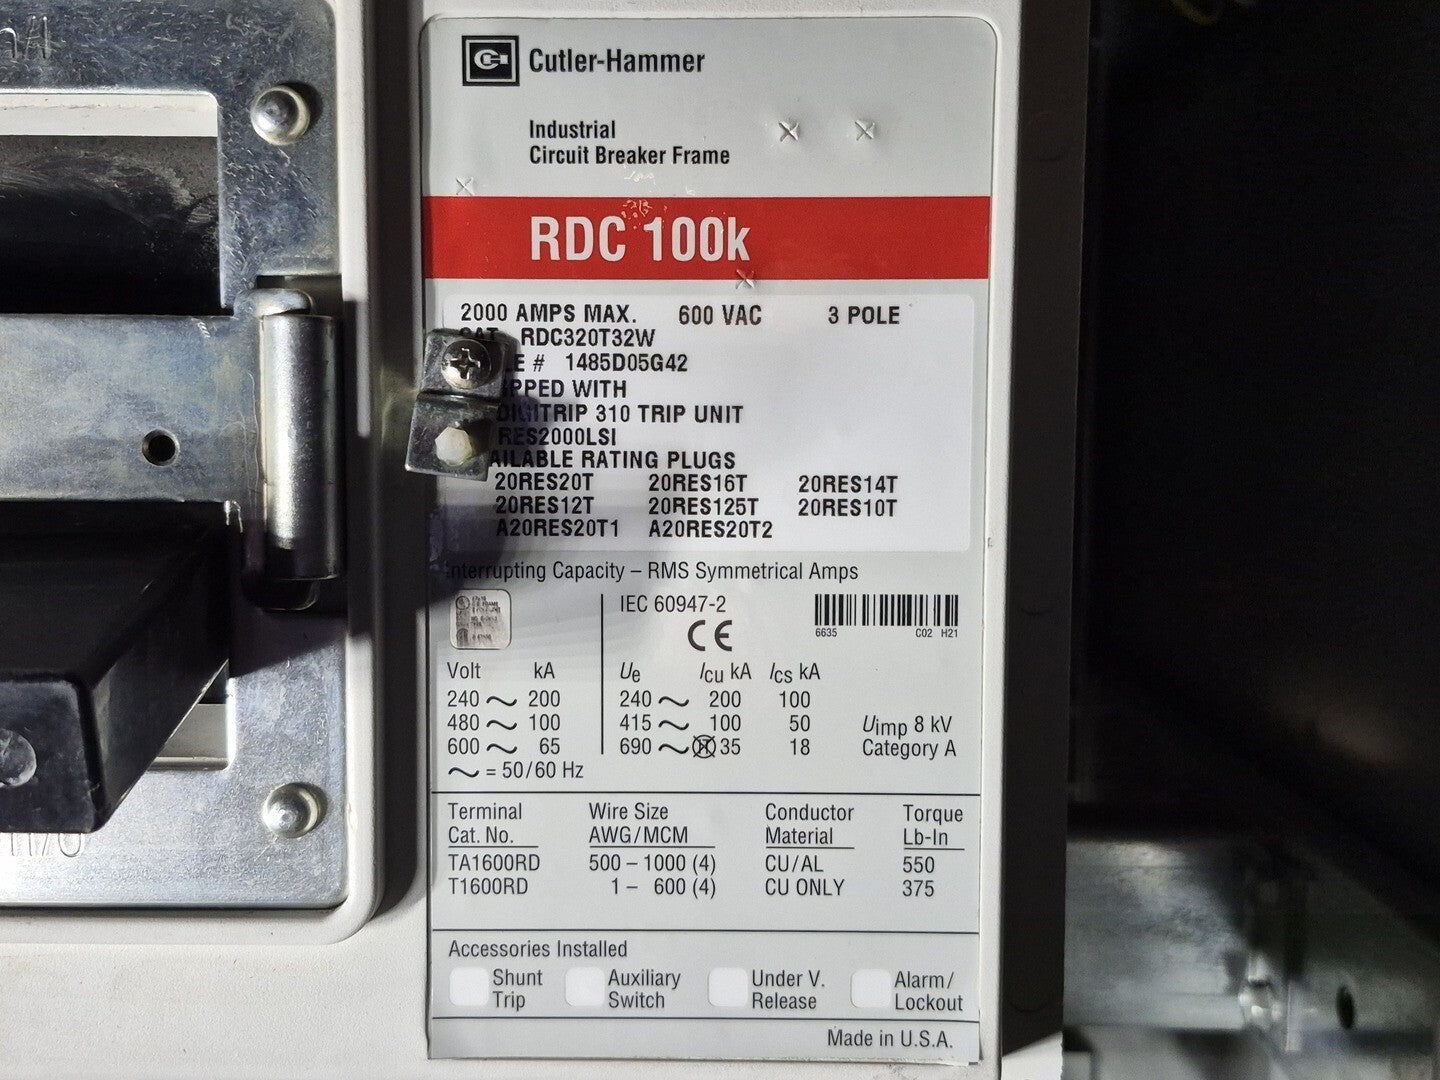 Cutler-Hammer
Industrial
Circuit Breaker Frame
RDC 100k
2000 AMPS MAX. 600 VAC 3 POLE
RDC320T32W
# 1485D05G42
WITH
DIGITRIP 310 TRIP UNIT
RES2000LSI
RATING PLUGS
20RES20T 20RES16T 20RES14T
20RES12T 20RES125T 20RES10T
A20RES20T1 A20RES20T2
Interrupting Capacity – RMS Symmetrical Amps
IEC 60947-2
CE
6635 C02 H21
Volt kA Ue Icu kA Ics kA
240 ~ 200 240 ~ 200 100
480 ~ 100 415 ~ 100 50 Uimp 8 kV
600 ~ 65 690 ~ 35 18 Category A
~ = 50/60 Hz
Terminal Wire Size Conductor Torque
Cat. No. AWG/MCM Material Lb-In
TA1600RD 500 – 1000 (4) CU/AL 550
T1600RD 1 – 600 (4) CU ONLY 375
Accessories Installed
Shunt Auxiliary Under V. Alarm/
Trip Switch Release Lockout
Made in U.S.A.